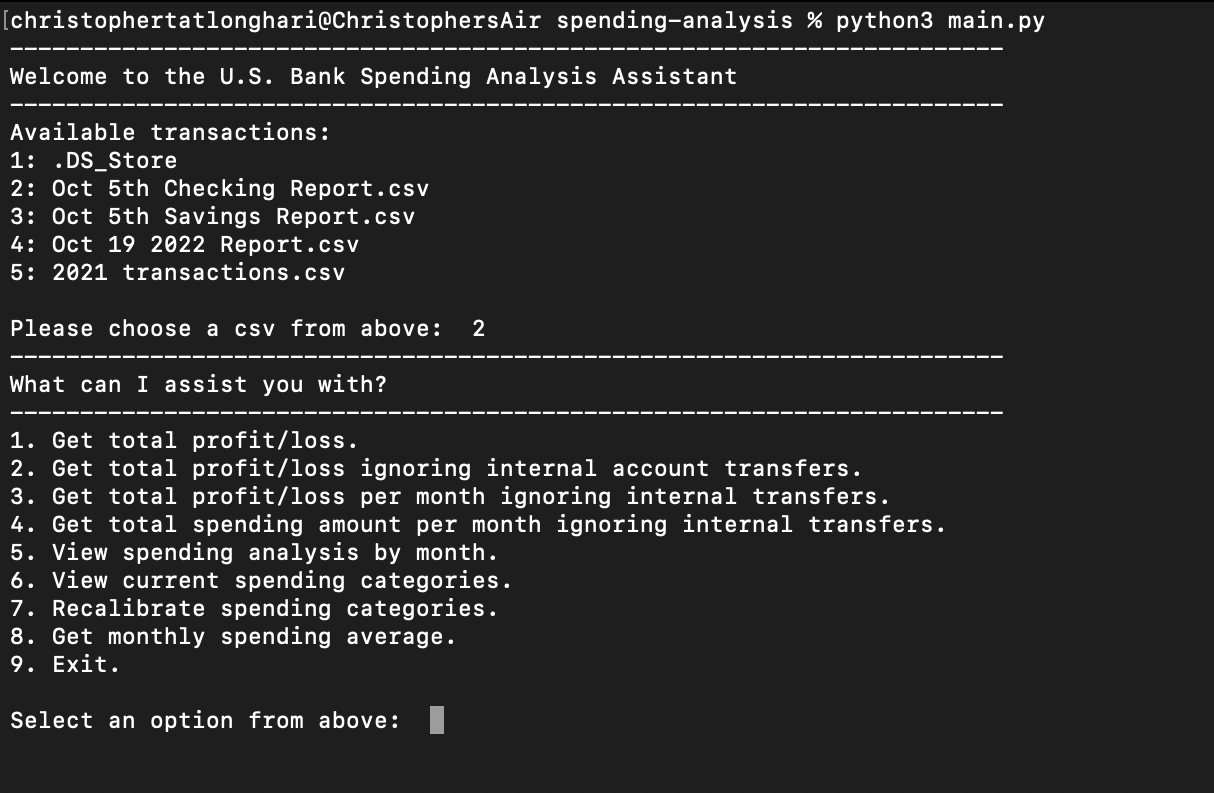 [christophertatlonghari@ChristophersAir spending-analysis % python3 main.py
-----------------------------------------------------------------------
Welcome to the U.S. Bank Spending Analysis Assistant
-----------------------------------------------------------------------
Available transactions:
1: .DS_Store
2: Oct 5th Checking Report.csv
3: Oct 5th Savings Report.csv
4: Oct 19 2022 Report.csv
5: 2021 transactions.csv
Please choose a csv from above:  2
-----------------------------------------------------------------------
What can I assist you with?
-----------------------------------------------------------------------
1. Get total profit/loss.
2. Get total profit/loss ignoring internal account transfers.
3. Get total profit/loss per month ignoring internal transfers.
4. Get total spending amount per month ignoring internal transfers.
5. View spending analysis by month.
6. View current spending categories.
7. Recalibrate spending categories.
8. Get monthly spending average.
9. Exit.
Select an option from above: